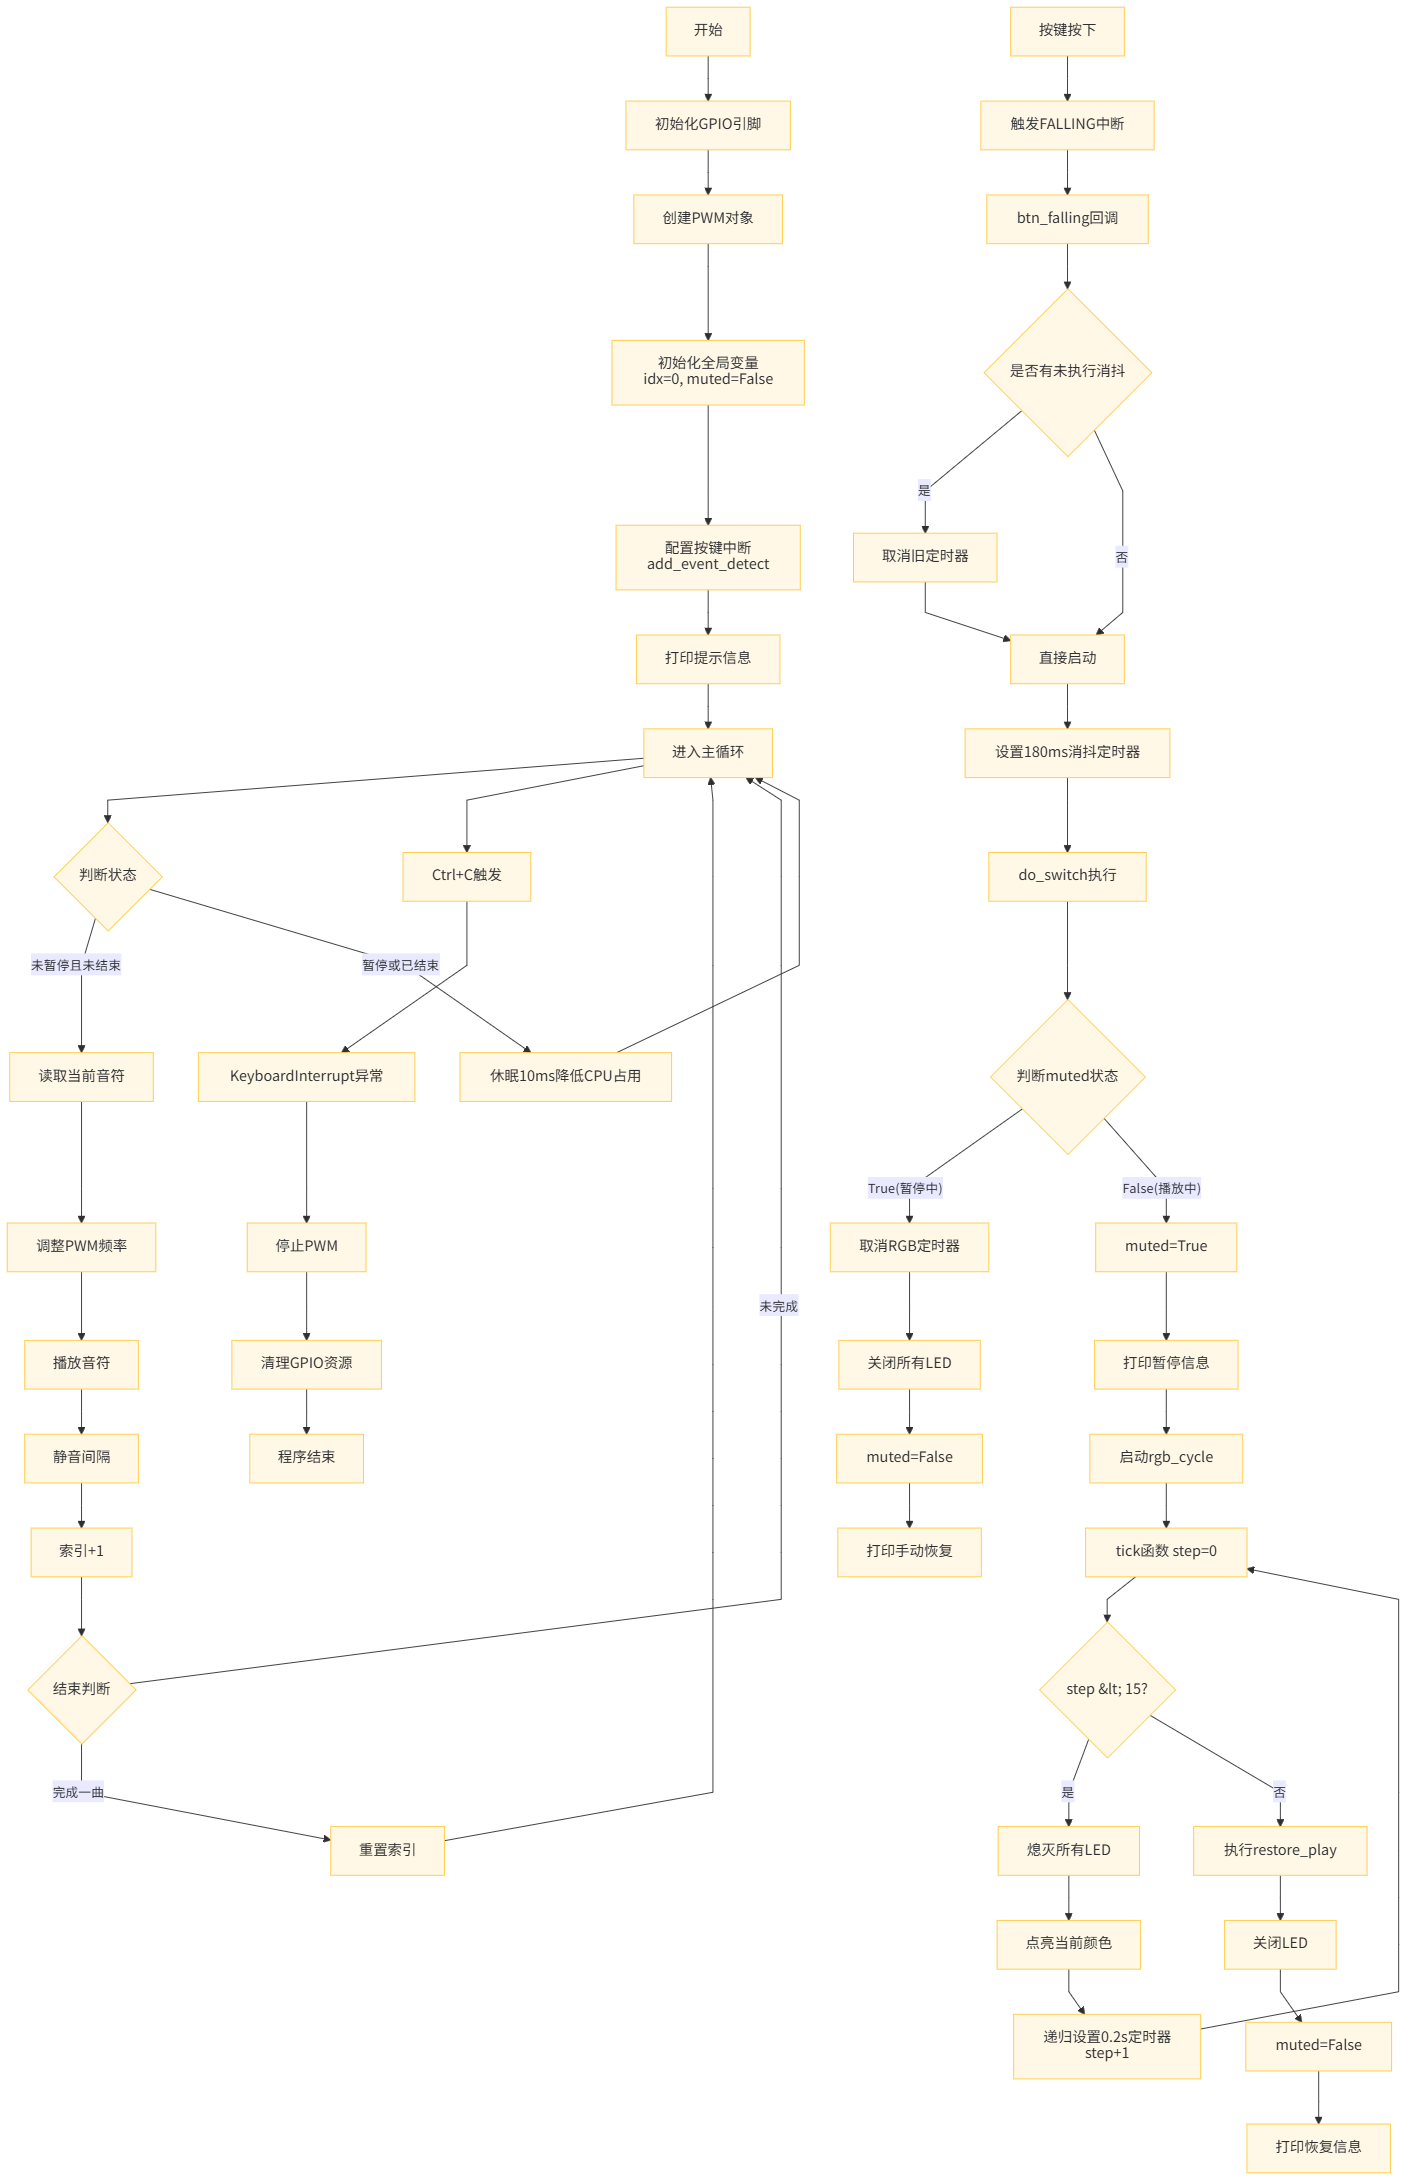 开始
初始化GPIO引脚
创建PWM对象
初始化全局变量
idx=0, muted=False
配置按键中断
add_event_detect
打印提示信息
进入主循环
判断状态
Ctrl+C触发
未暂停且未结束
暂停或已结束
读取当前音符
KeyboardInterrupt异常
休眠10ms降低CPU占用
调整PWM频率
停止PWM
未完成
播放音符
清理GPIO资源
静音间隔
程序结束
索引+1
结束判断
完成一曲
重置索引
按键按下
触发FALLING中断
btn_falling回调
是否有未执行消抖
是
否
取消旧定时器
直接启动
设置180ms消抖定时器
do_switch执行
判断muted状态
True(暂停中)
False(播放中)
取消RGB定时器
muted=True
关闭所有LED
打印暂停信息
muted=False
启动rgb_cycle
打印手动恢复
tick函数 step=0
step &lt; 15?
是
否
熄灭所有LED
执行restore_play
点亮当前颜色
关闭LED
递归设置0.2s定时器
step+1
muted=False
打印恢复信息